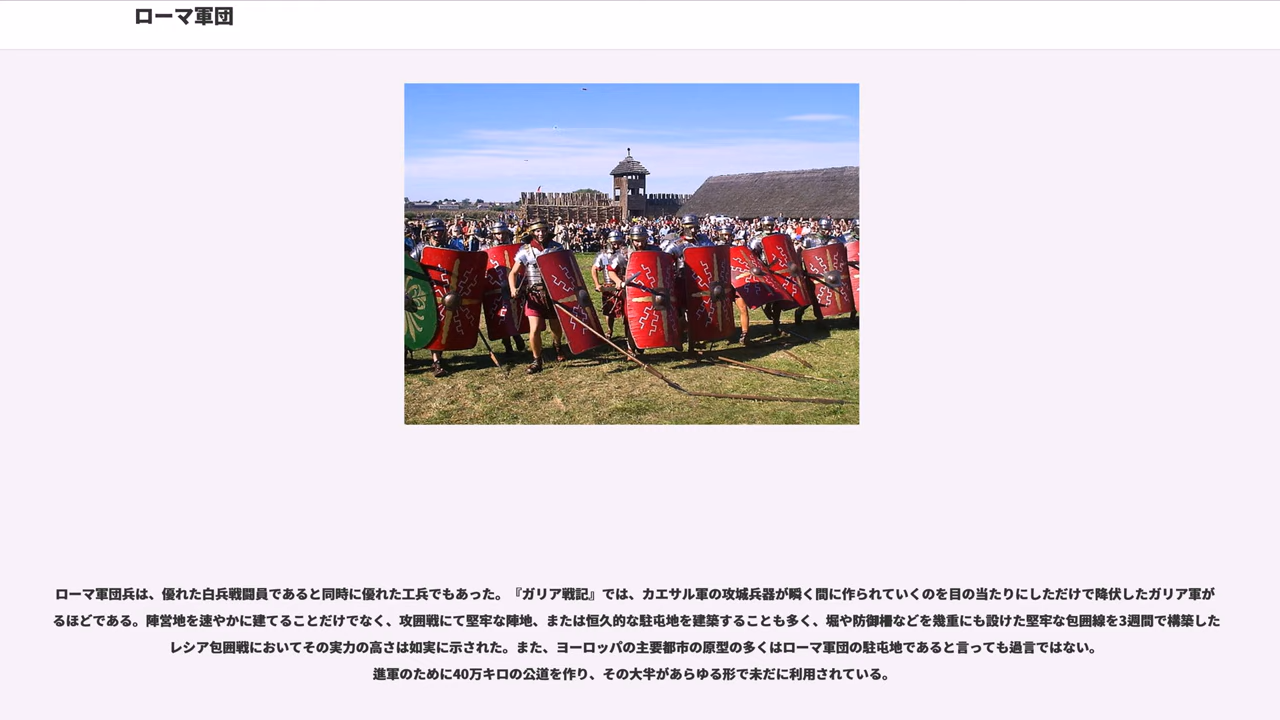 ローマ軍団
ローマ軍団兵は、優れた白兵戦闘員であると同時に優れた工兵でもあった。『ガリア戦記』では、カエサル軍の攻城兵器が瞬く間に作られていくのを目の当たりにしただけで降伏したガリア軍が
るほどである。陣営地を速やかに建てることだけでなく、攻囲戦にて堅牢な陣地、または恒久的な駐屯地を建築することも多く、堀や防御柵などを幾重にも設けた堅牢な包囲線を3週間で構築した
レシア包囲戦においてその実力の高さは如実に示された。また、ヨーロッパの主要都市の原型の多くはローマ軍団の駐屯地であると言っても過言ではない。
進軍のために40万キロの公道を作り、その大半があらゆる形で未だに利用されている。